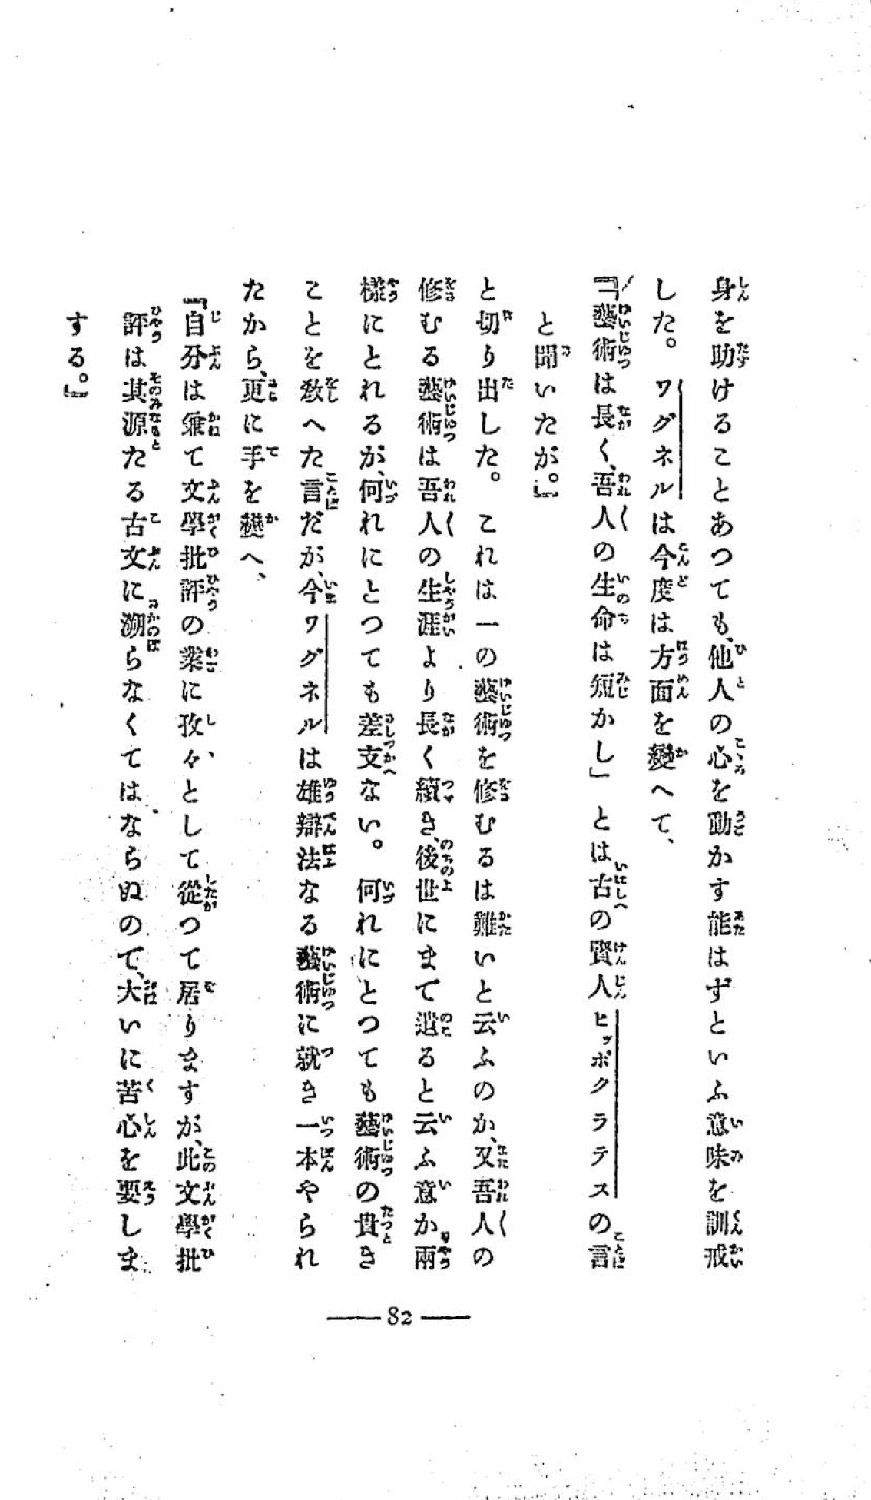 身を助けることあつても、他人の心を動かす能はずといふ意味を訓戒
した。ワグネルは今度は方面を變へて、
『「藝術は長く、吾人の生命は短かし」とは古の賢人ヒッポクラテスの言
と聞いたが。』
と切り出した。これは一の藝術を修むるは難いと云ふのか、又吾人の
修むる藝術は吾人の生涯より長く續き、後世にまて遺ると云ふ意か、兩
樣にとれるが、何れにとつても差支ない。何れにとつても藝術の貴き
ことを敎へた言だが、今ワグネルは雄辯法なる藝術に就き一本やられ
たから、更に手を變へ、
『自分は兼て文學批評の業に孜々として從つて居りますが、此文學批
評は其源たる古文に溯らなくてはならぬので、大いに苦心を要しま
する。』
82